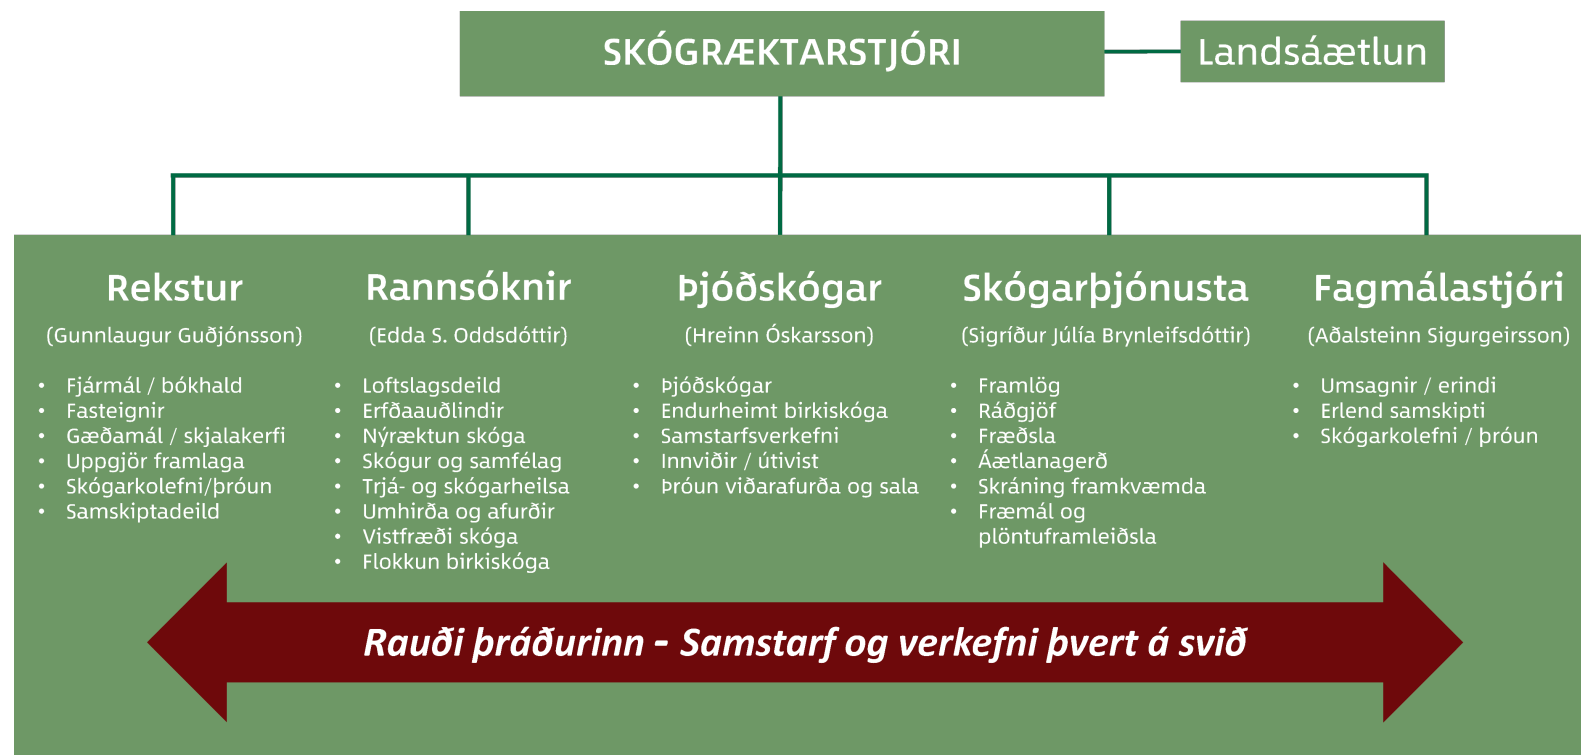 SKÓGRÆKTARSTJÓRI
Landsáætlun
Rekstur
(Gunnlaugur Guðjónsson)
• Fjármál / bókhald
• Fasteignir
• Gæðamál / skjalakerfi
• Uppgjör framlaga
• Skógarkolefni/þróun
• Samskiptadeild
Rannsóknir
(Edda S. Oddsdóttir)
• Loftslagsdeild
• Erfðaauðlindir
• Nýræktun skóga
• Skógur og samfélag
• Trjá- og skógarheilsa
• Umhirða og afurðir
• Vistfræði skóga
• Flokkun birkiskóga
Þjóðskógar
(Hreinn Óskarsson)
• Þjóðskógar
• Endurheimt birkiskóga
• Samstarfsverkefni
• Innviðir / útivist
• Þróun viðarafurða og sala
Skógarþjónusta
(Sigríður Júlía Brynleifsdóttir)
• Framlög
• Ráðgjöf
• Fræðsla
• Áætlanagerð
• Skráning framkvæmda
• Fræmál og
plöntuframleiðsla
Fagmálastjóri
(Aðalsteinn Sigurgeirsson)
• Umsagnir / erindi
• Erlend samskipti
• Skógarkolefni / þróun
Rauði þráðurinn - Samstarf og verkefni þvert á svið